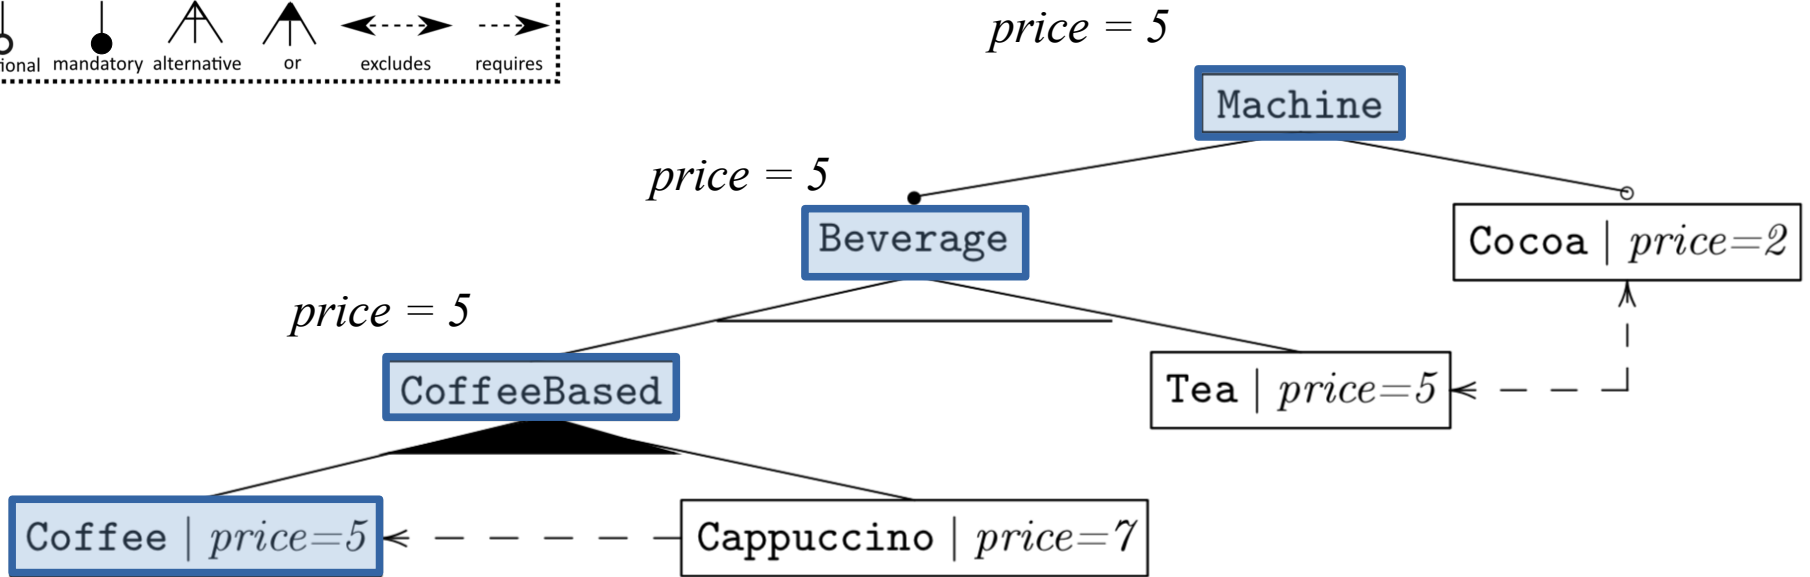 price = 5
ional mandatory alternative or excludes requires
Machine
price = 5
Beverage
Cocoa | price=2
price = 5
CoffeeBased
Tea | price=5
Coffee | price=5
Cappuccino | price=7